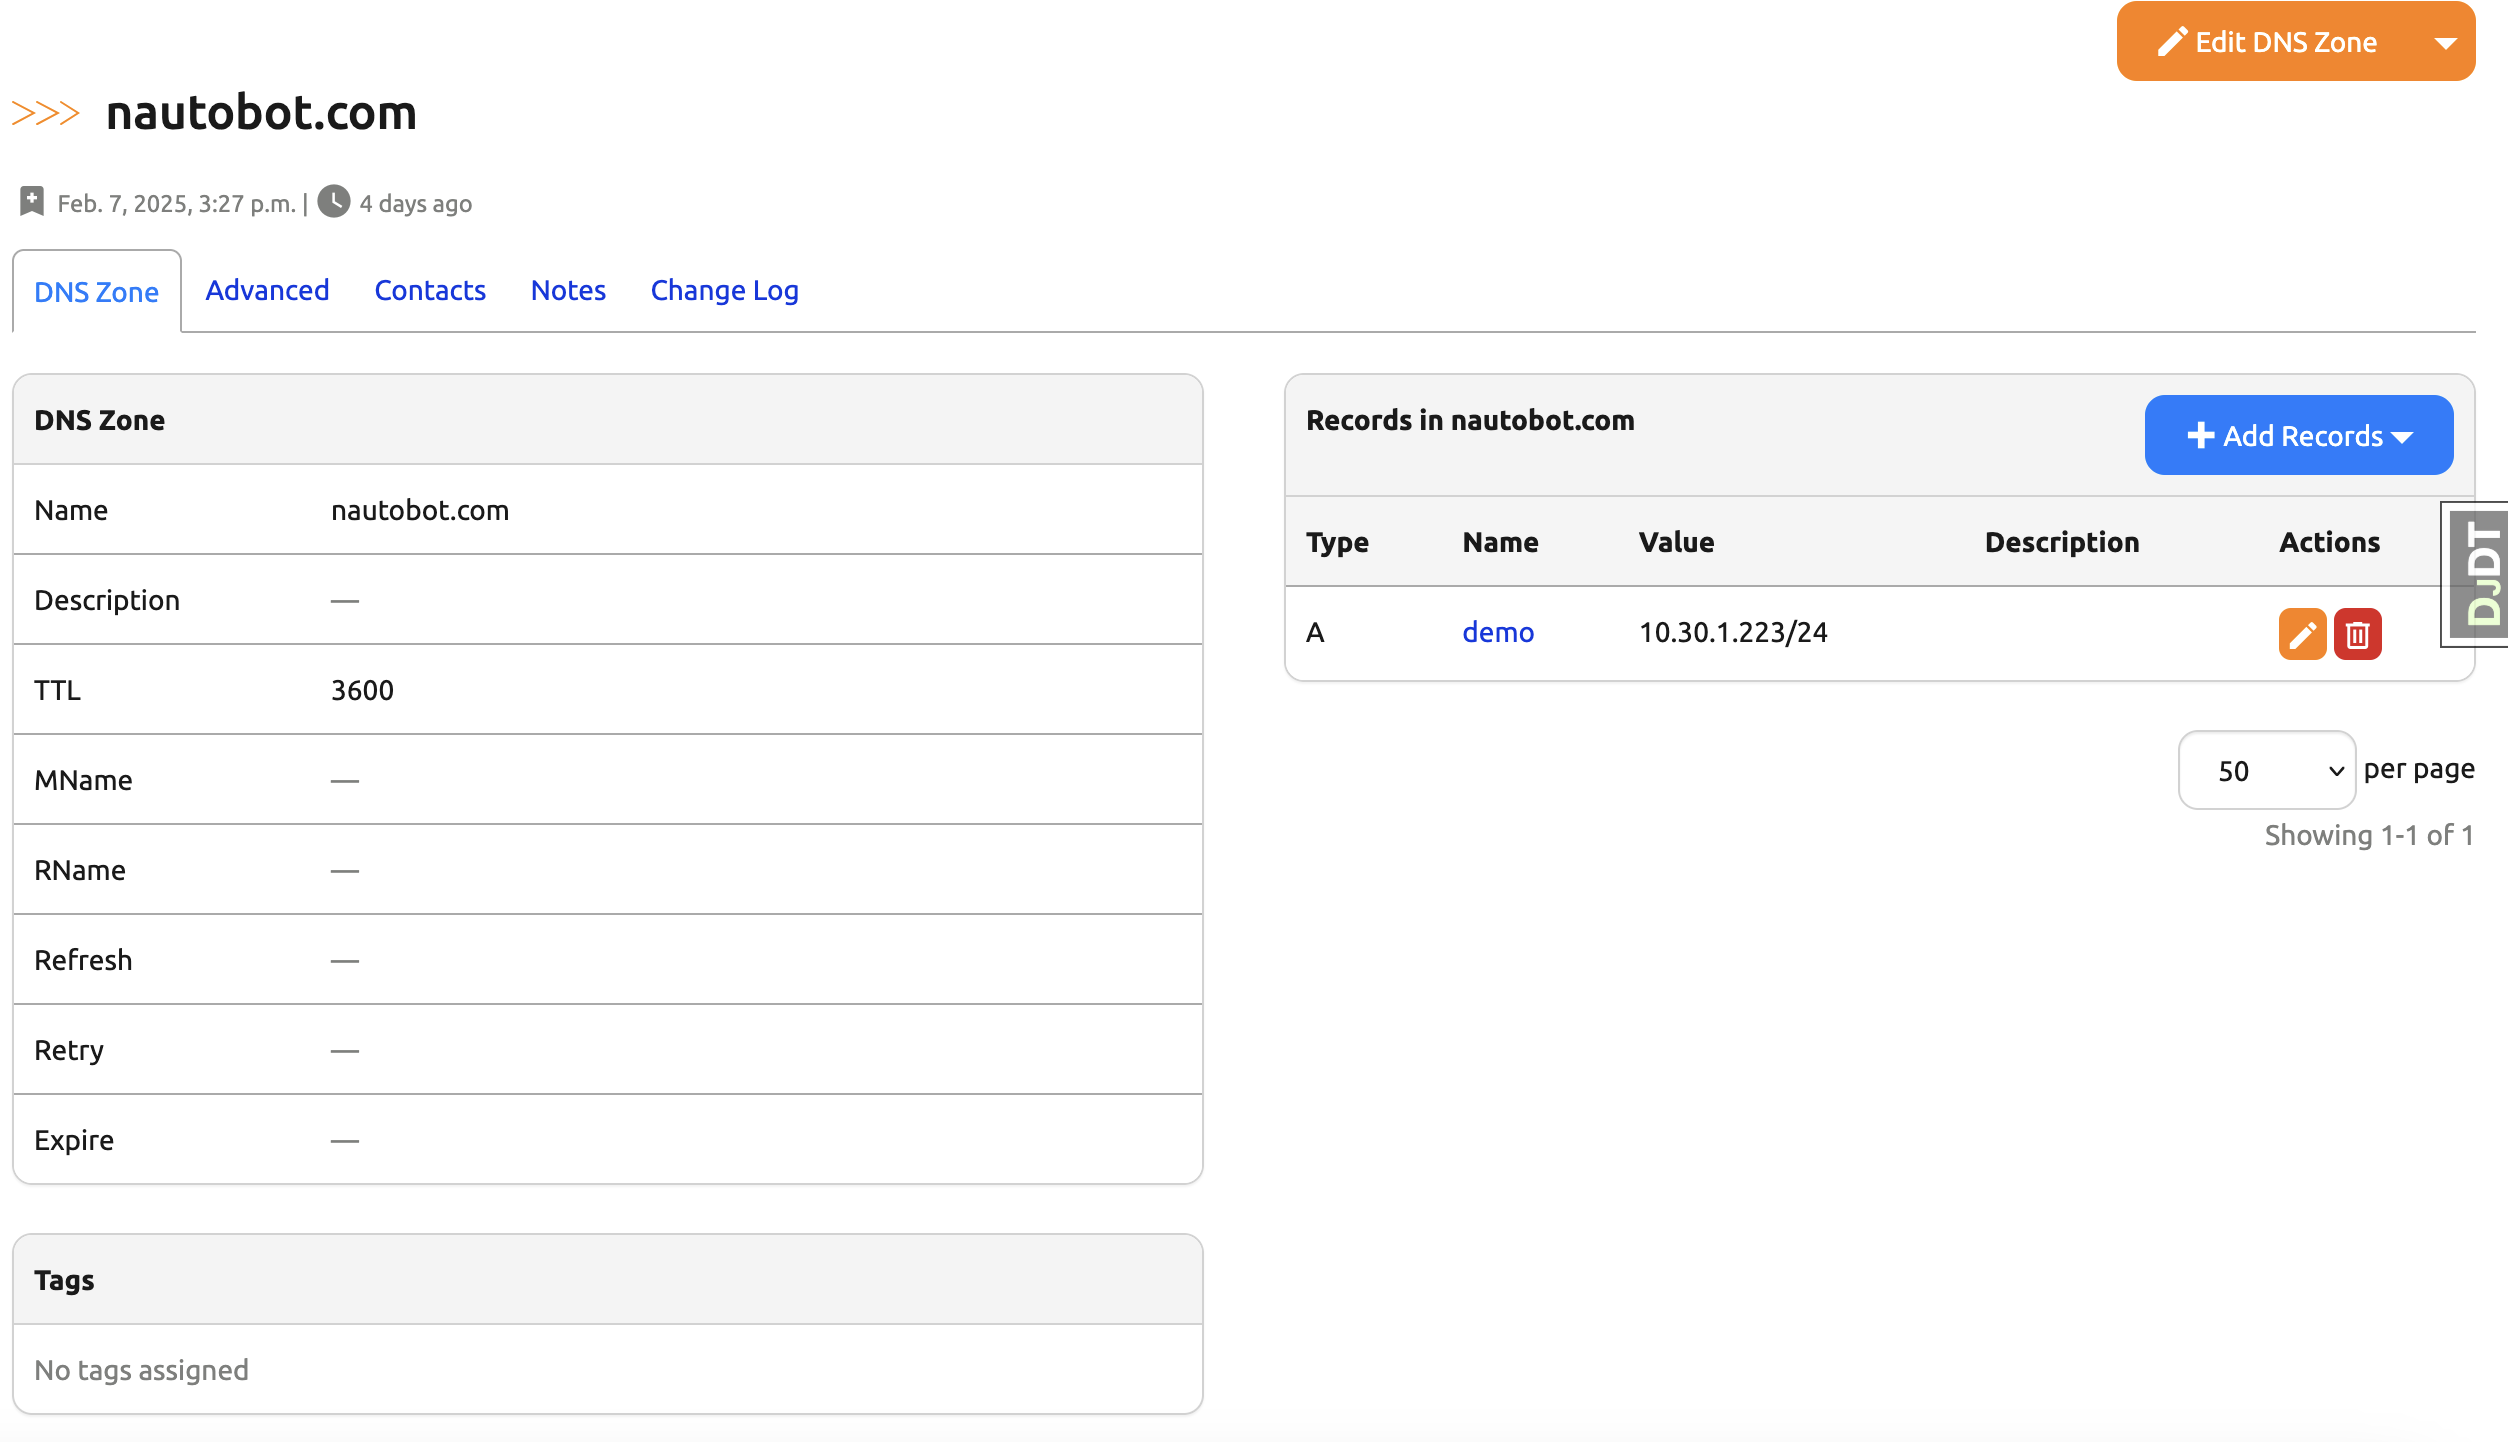 Edit DNS Zone
>>> nautobot.com
Feb. 7, 2025, 3:27 p.m. | 4 days ago
DNS Zone Advanced Contacts Notes Change Log
DNS Zone
Name nautobot.com
Description —
TTL 3600
MName —
RName —
Refresh —
Retry —
Expire —
Tags
No tags assigned
Records in nautobot.com
Add Records
Type Name Value Description Actions
A demo 10.30.1.223/24
DJDT
50 per page
Showing 1-1 of 1